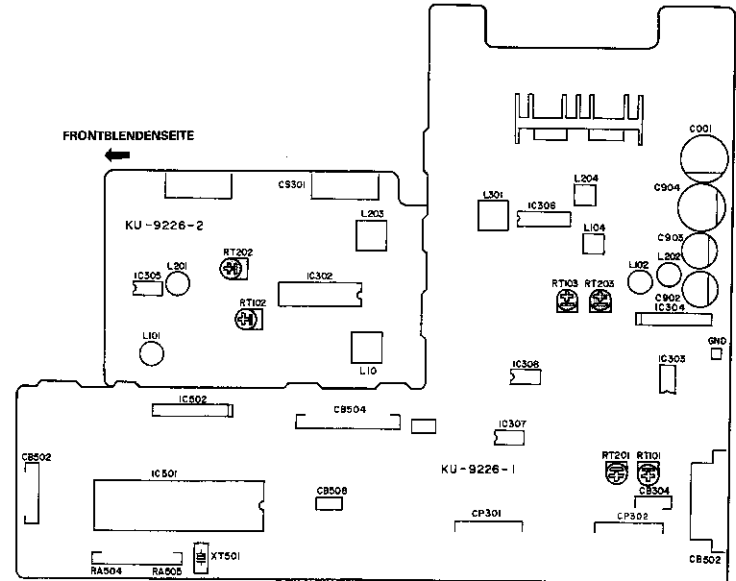 FRONTBLENDENSEITE
C001
CS301
L204
C904
L301
IC306
KU-9226-2
L203
L104
C903
RT202
L202
L102
L201
IC305
IC302
RT103
RT203
C902
IC304
RT102
L101
GND
L10
IC308
IC303
IC502
CB504
IC307
CB502
RT201
RT101
KU-9226-1
IC501
CB508
CB304
CP301
CP302
XT501
CB502
RA504
RA505